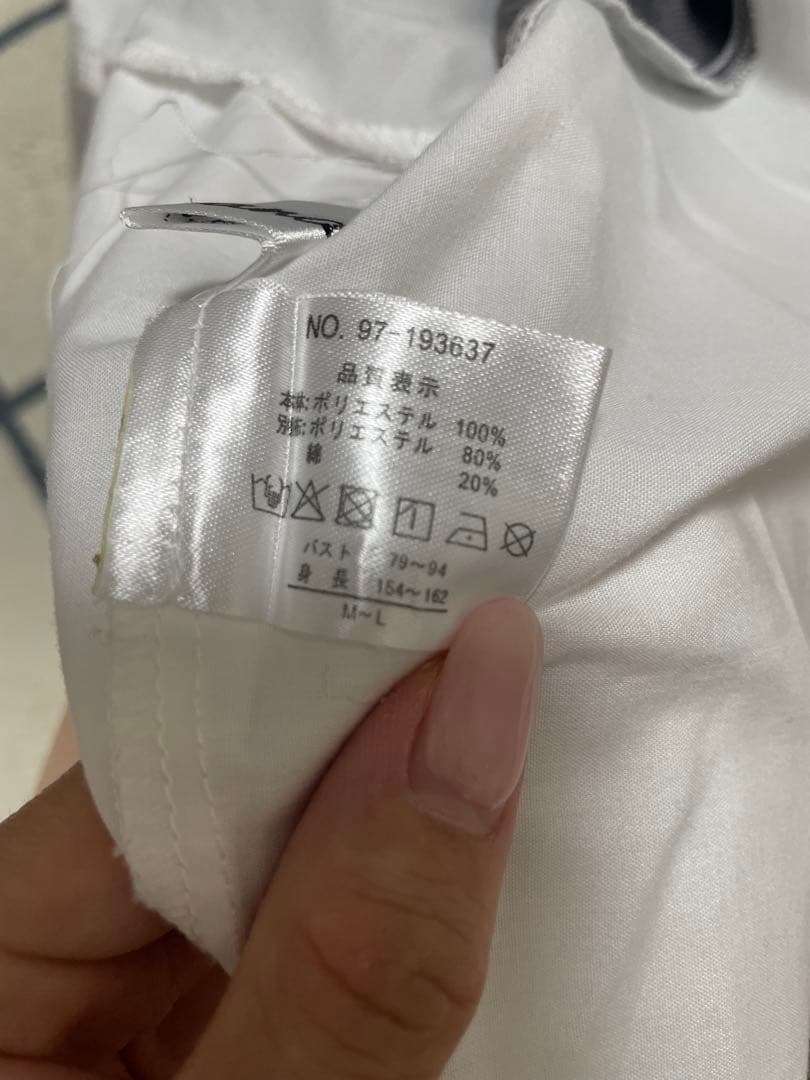 NO. 97-193637
品質表示
本体:ポリエステル 100%
別布:ポリエステル 80%
綿 20%
バスト 79〜94
身長 154〜162
M〜L